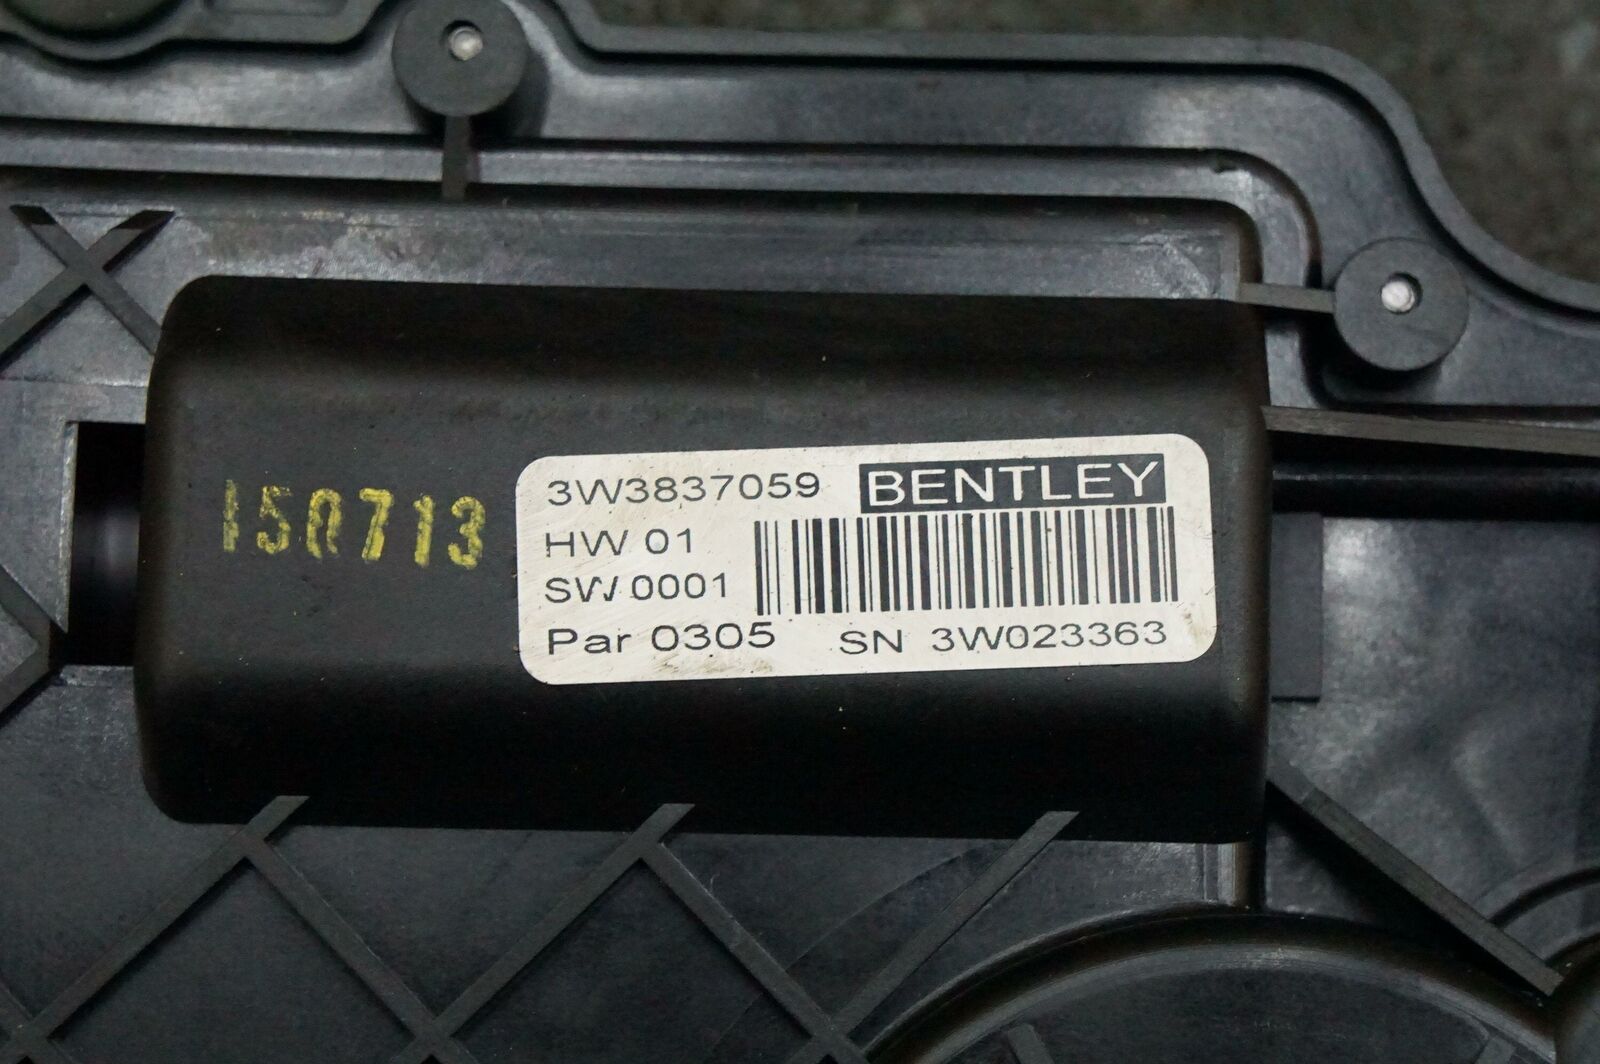 150713
3W3837059 BENTLEY
HW 01
SW 0001
Par 0305 SN 3W023363